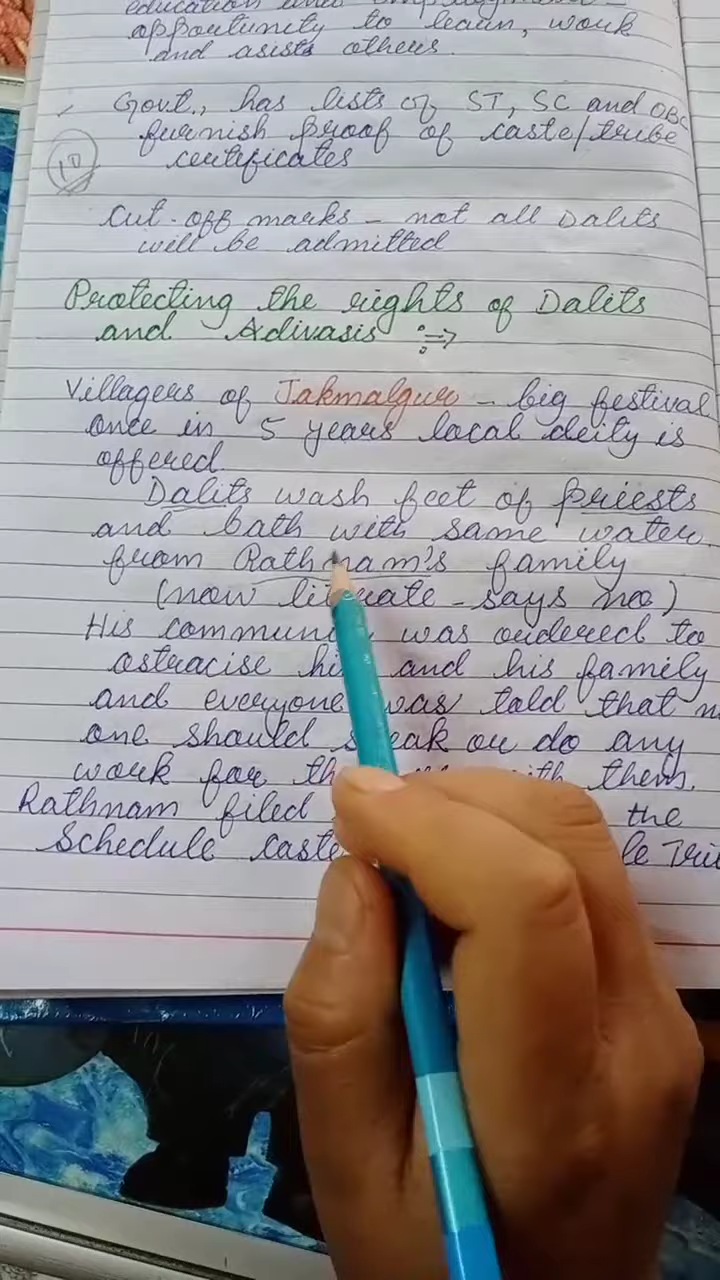 opportunity to learn, work
and asists others.
Govt., has lists of ST, SC and OBC
furnish proof of caste/tribe
10
certificates
Cut-off marks - not all Dalits
will be admitted
Protecting the rights of Dalits
and Adivasis :=>
Villagers of Jakmalgur - big festival
once in 5 years local deity is
offered.
Dalits wash feet of priests
and bath with same water.
from Rathnam's family
(now literate - says no)
His community was ordered to
ostracise his and his family
and everyone was told that n
one should speak or do any
work for with them.
Rathnam filed the
Schedule caste le Tri